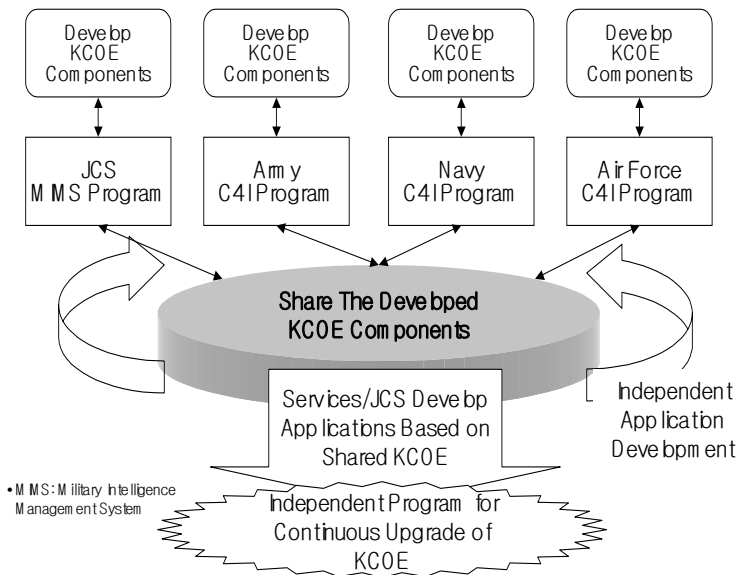 Develop
KCOE
Components
Develop
KCOE
Components
Develop
KCOE
Components
Develop
KCOE
Components
JCS
MIMS Program
Army
C4I Program
Navy
C4I Program
Air Force
C4I Program
Share The Developed
KCOE Components
Services/JCS Develop
Applications Based on
Shared KCOE
Independent
Application
Development
• MIMS: Military Intelligence
Management System
Independent Program for
Continuous Upgrade of
KCOE